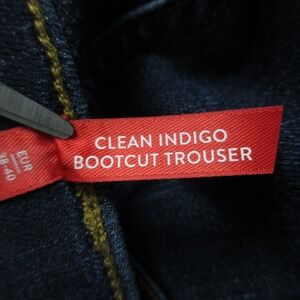 CLEAN INDIGO
BOOTCUT TROUSER
EUR
38-40